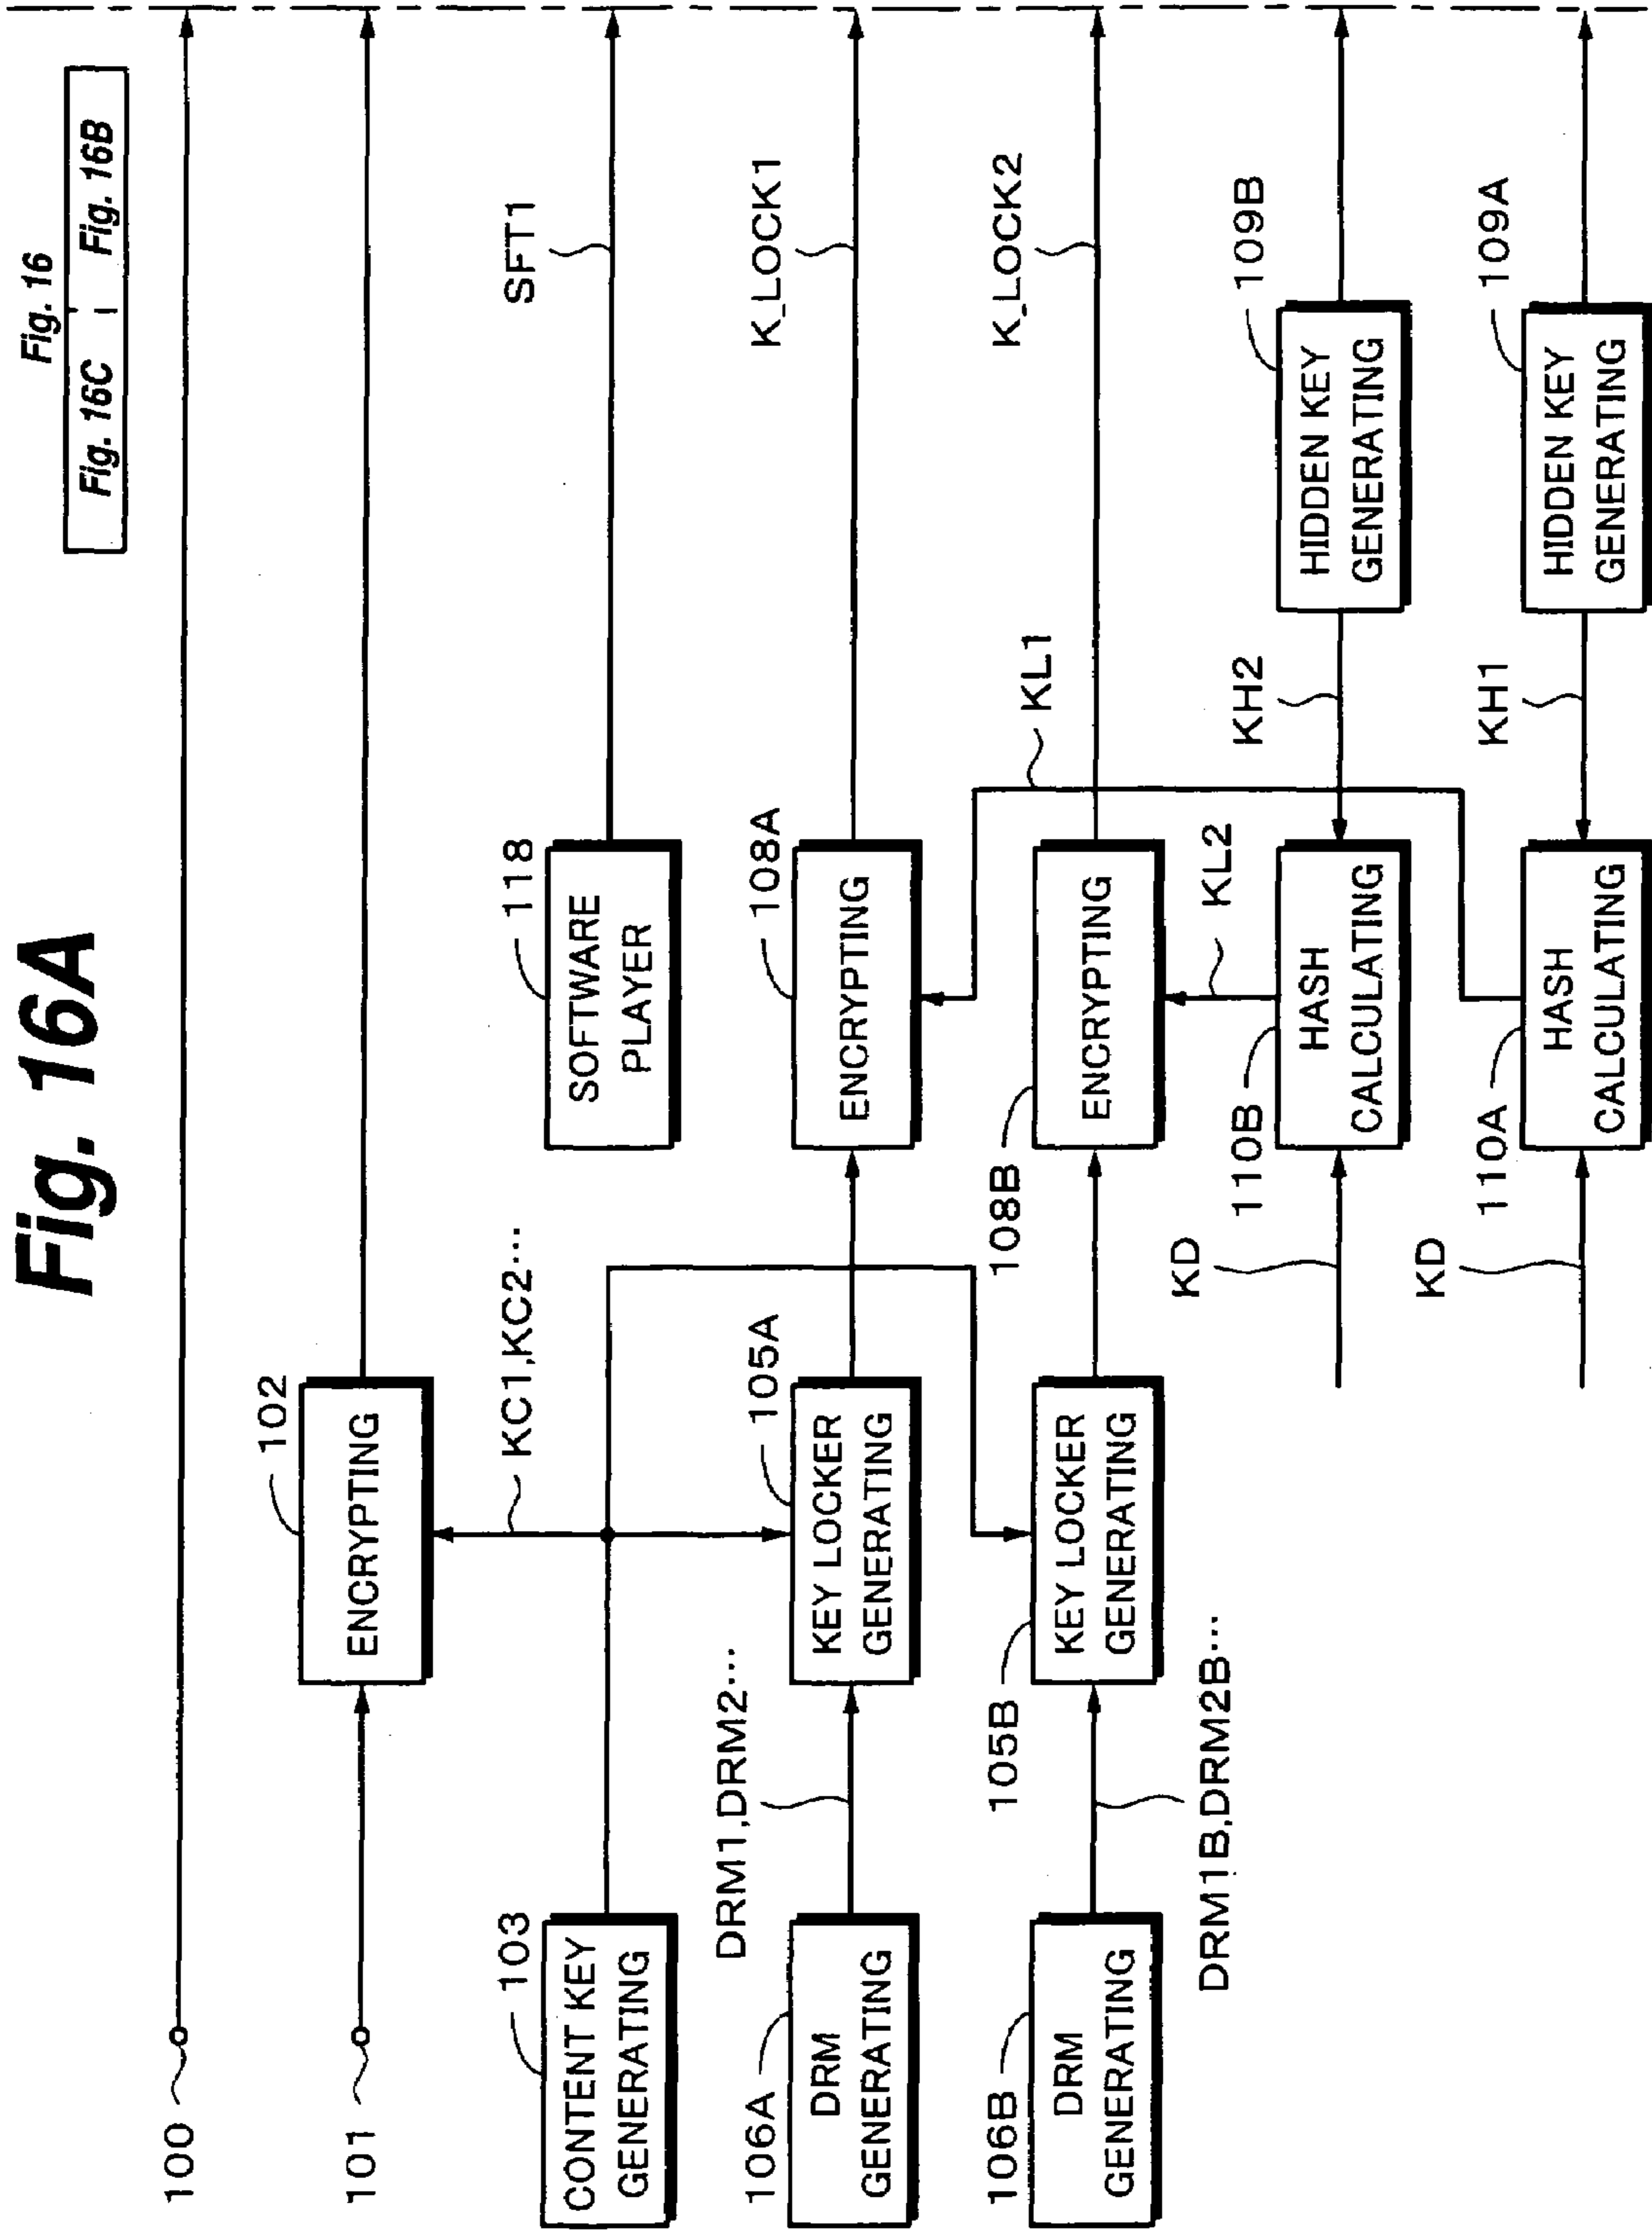 Fig. 16A
Fig. 16
Fig. 16C
Fig. 16B
100
101
102
ENCRYPTING
KC1,KC2...
103
CONTENT KEY
GENERATING
118
SOFTWARE
PLAYER
SFT1
106A
DRM
GENERATING
DRM1,DRM2...
105A
KEY LOCKER
GENERATING
108A
ENCRYPTING
K_LOCK1
106B
DRM
GENERATING
DRM1B,DRM2B...
105B
KEY LOCKER
GENERATING
108B
ENCRYPTING
KL1
K_LOCK2
KL2
KD
110B
HASH
CALCULATING
KH2
109B
HIDDEN KEY
GENERATING
KD
110A
HASH
CALCULATING
KH1
109A
HIDDEN KEY
GENERATING